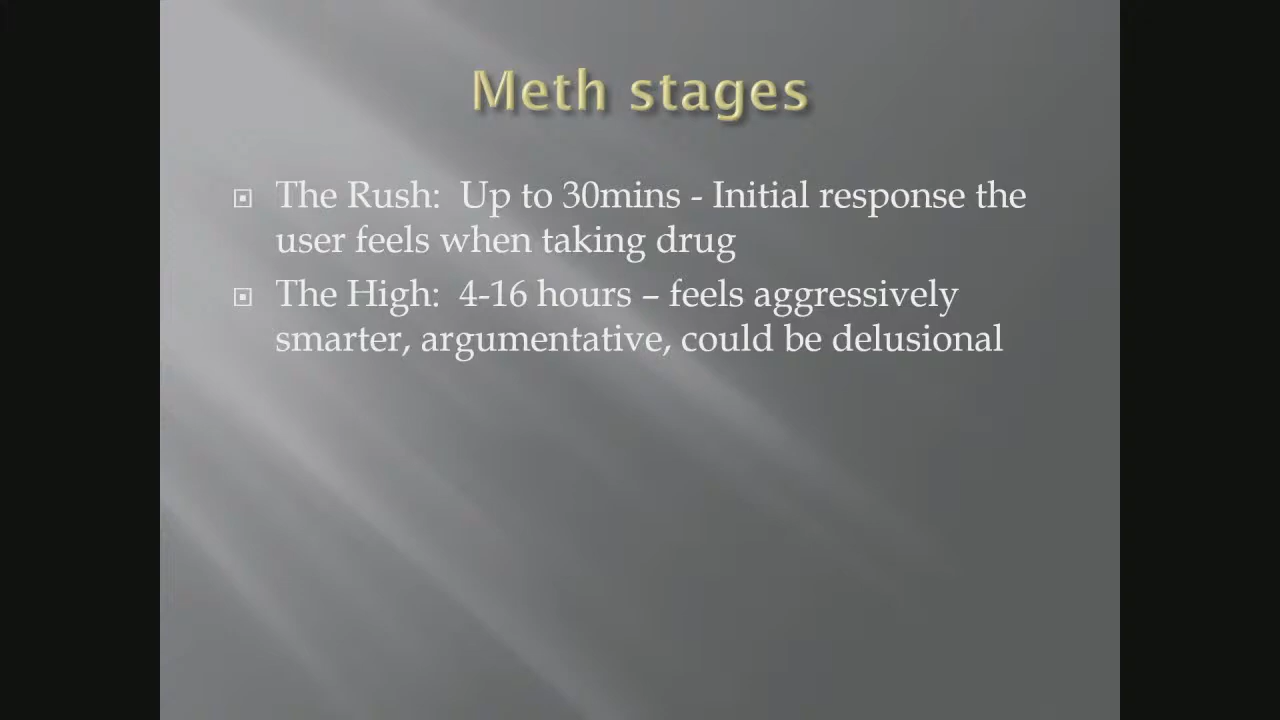 Meth stages
The Rush:  Up to 30mins - Initial response the
user feels when taking drug
The High:  4-16 hours – feels aggressively
smarter, argumentative, could be delusional